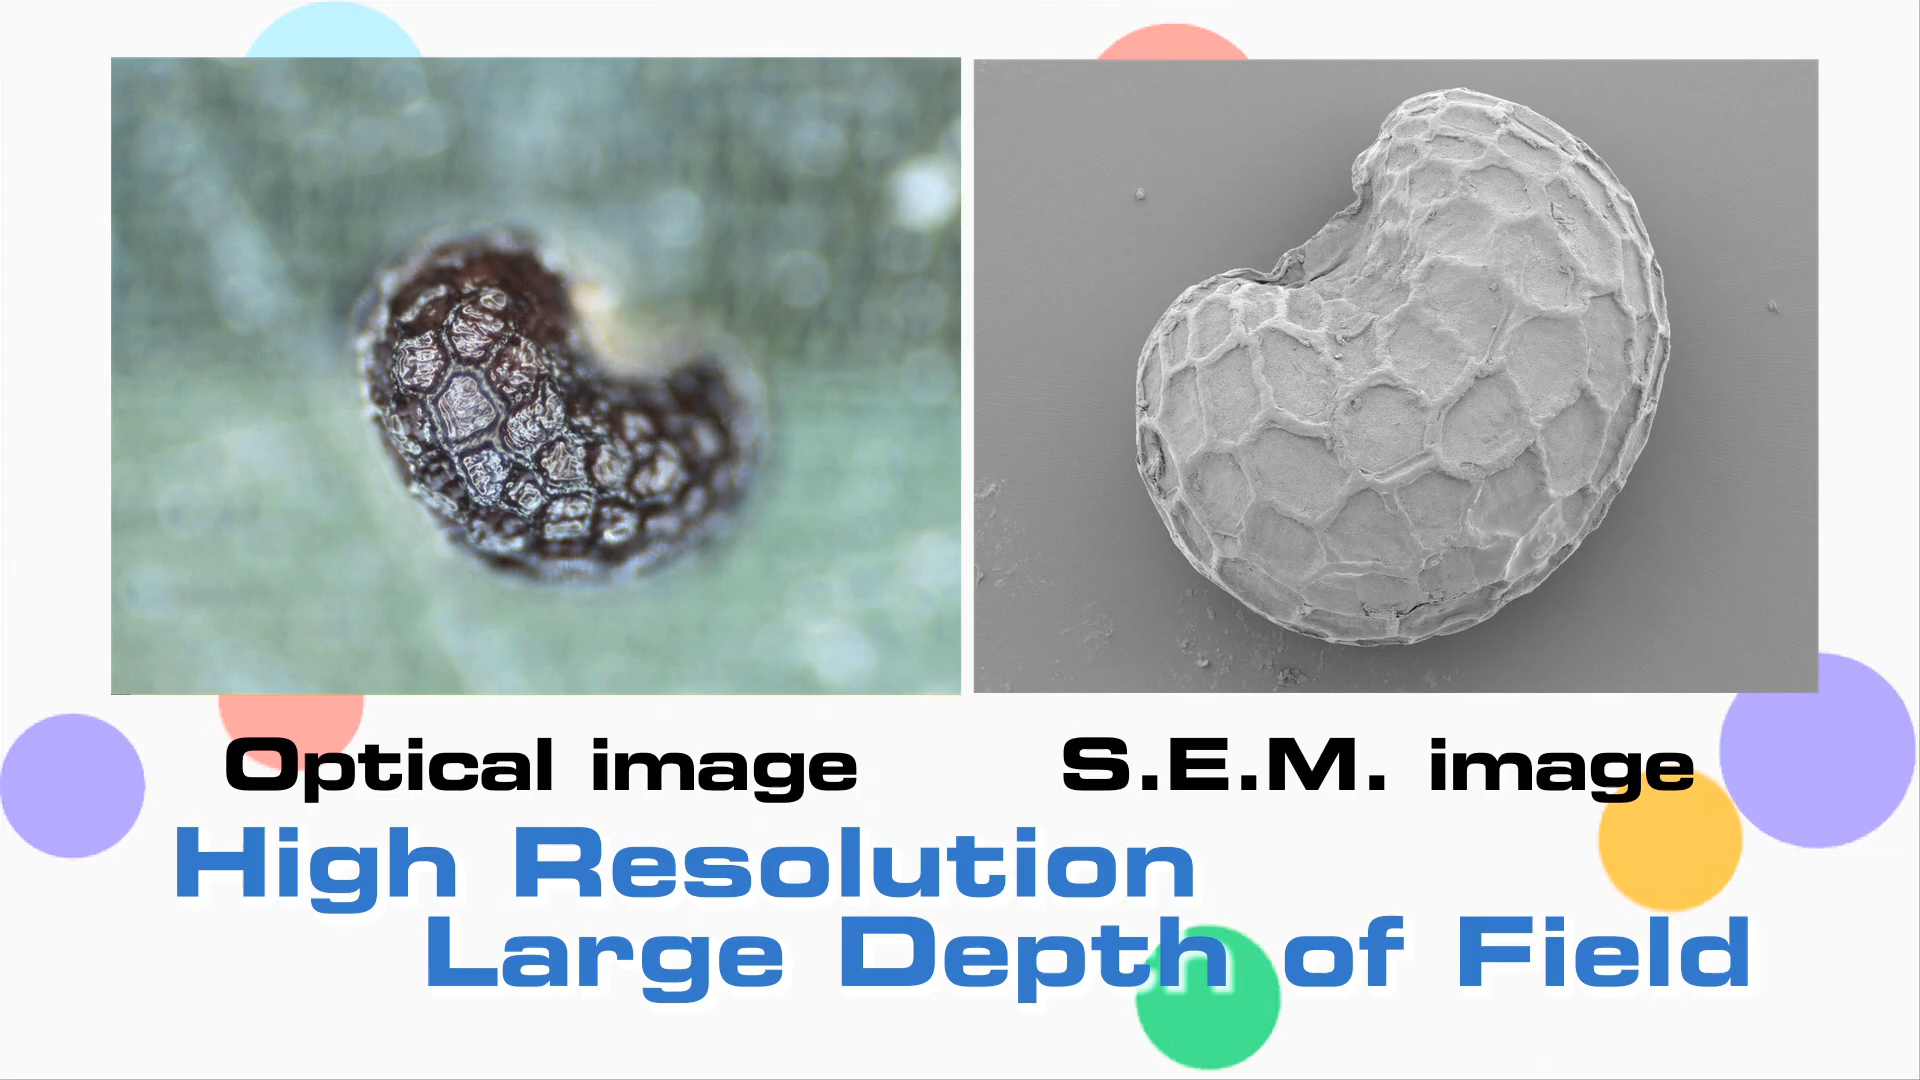 Optical image
S.E.M. image
High Resolution
Large Depth of Field